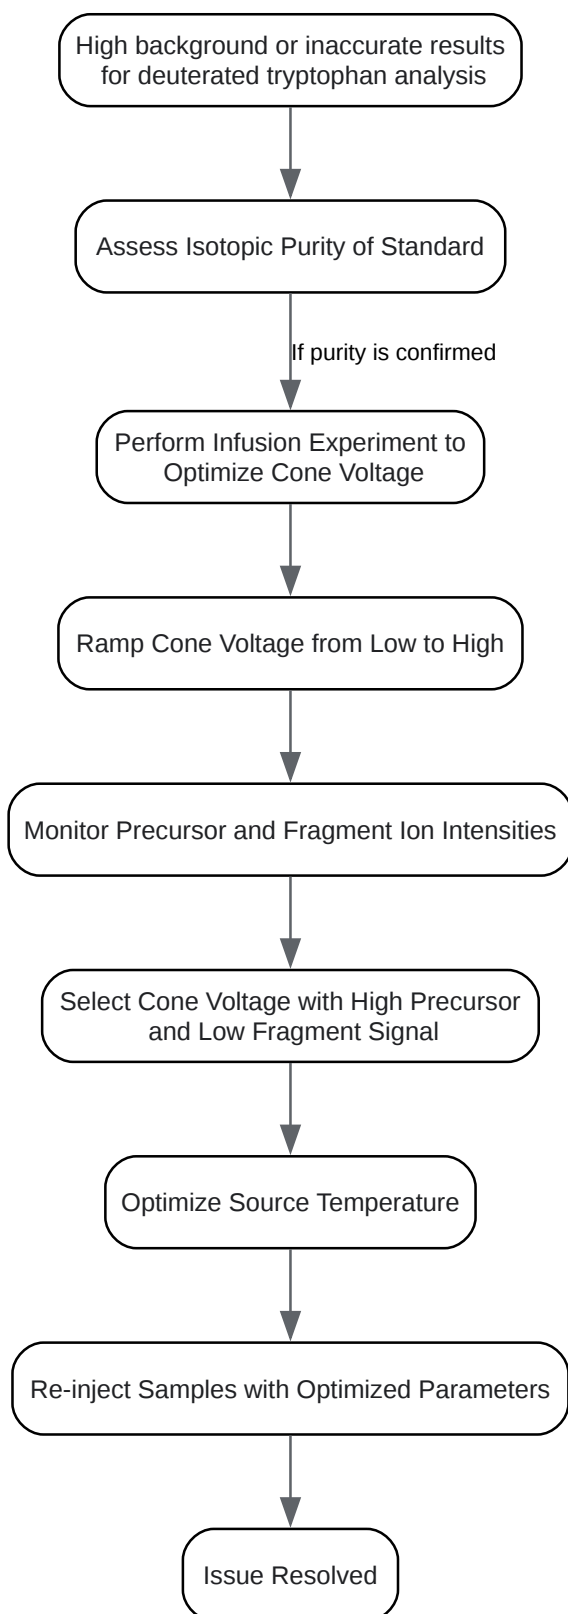 High background or inaccurate results
for deuterated tryptophan analysis
Assess Isotopic Purity of Standard
If purity is confirmed
Perform Infusion Experiment to
Optimize Cone Voltage
Ramp Cone Voltage from Low to High
Monitor Precursor and Fragment Ion Intensities
Select Cone Voltage with High Precursor
and Low Fragment Signal
Optimize Source Temperature
Re-inject Samples with Optimized Parameters
Issue Resolved